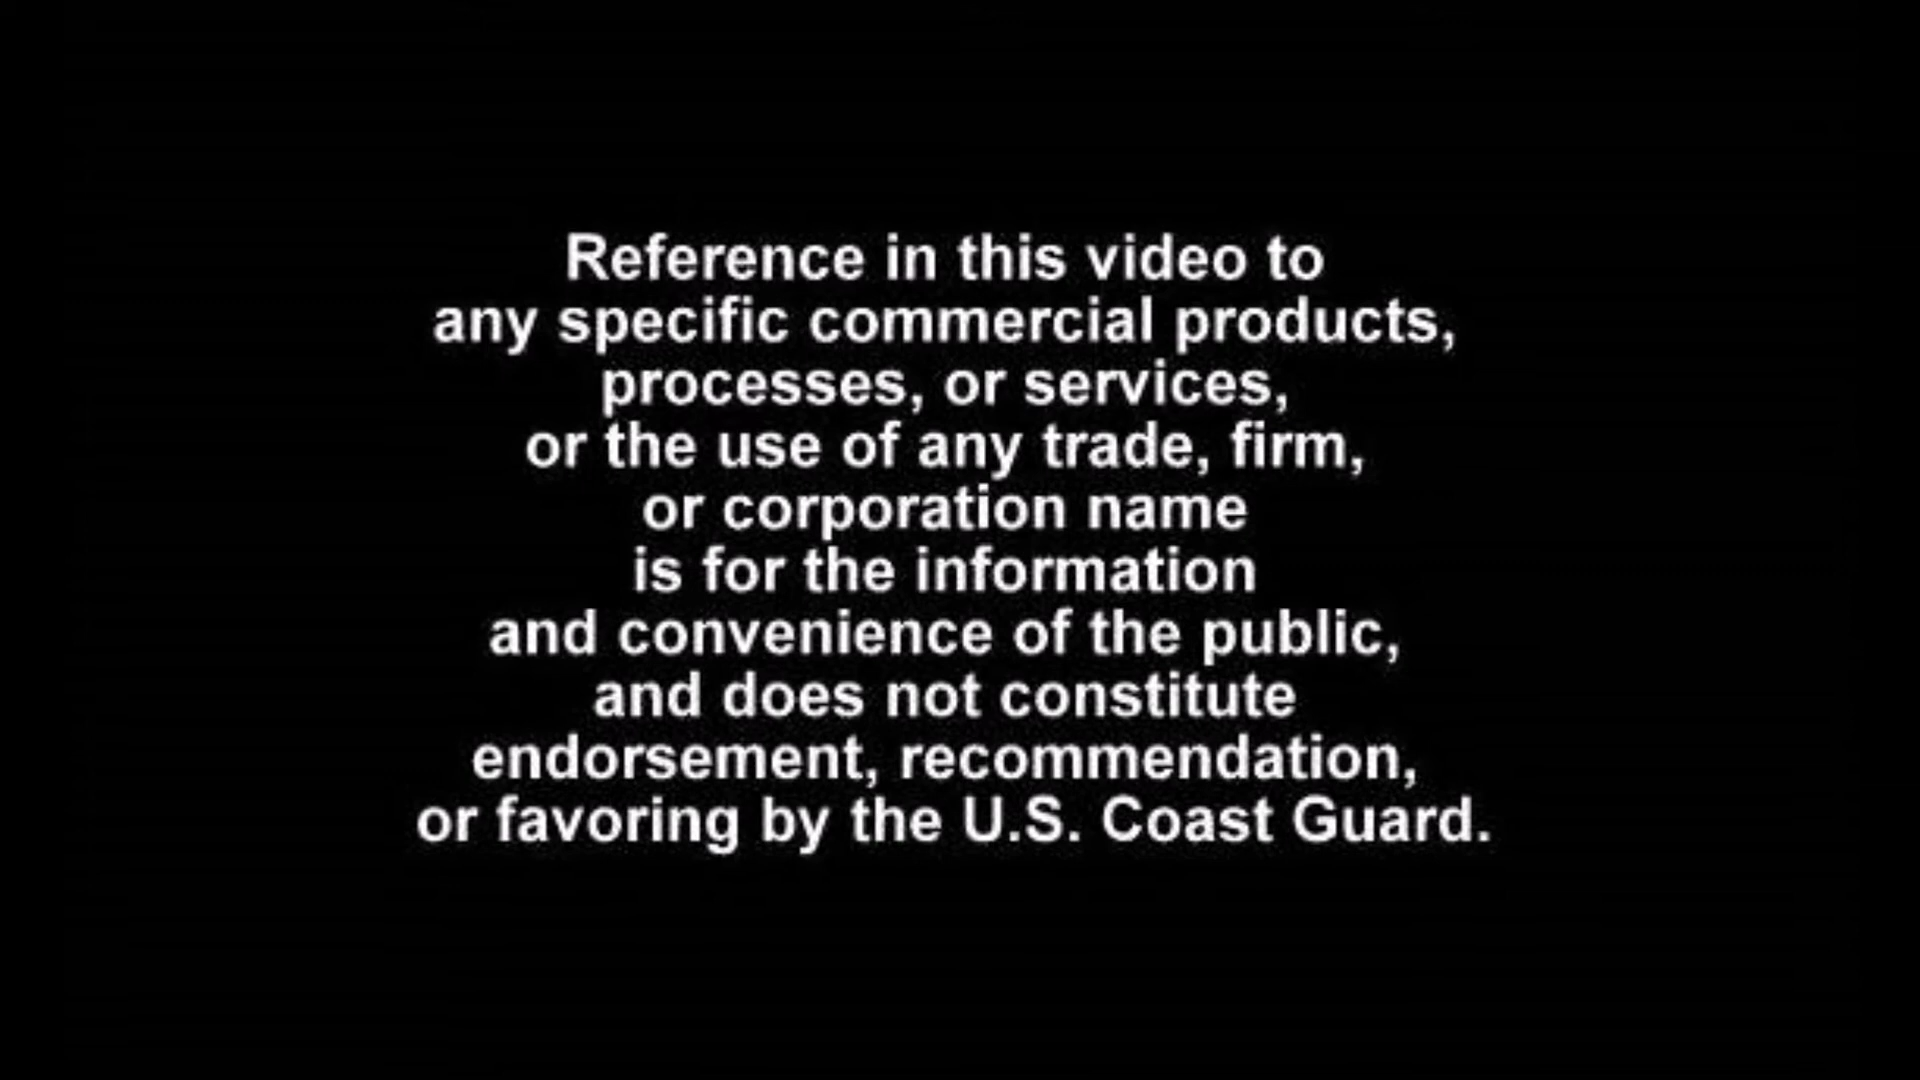 Reference in this video to
any specific commercial products,
processes, or services,
or the use of any trade, firm,
or corporation name
is for the information
and convenience of the public,
and does not constitute
endorsement, recommendation,
or favoring by the U.S. Coast Guard.